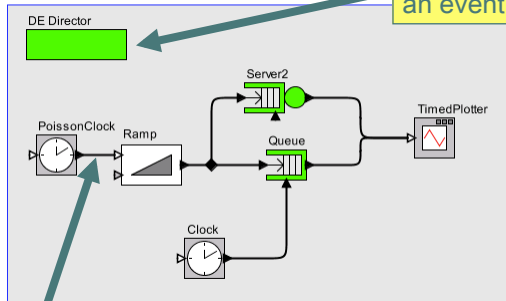 an event
DE Director
Server2
TimedPlotter
PoissonClock
Ramp
Queue
Clock